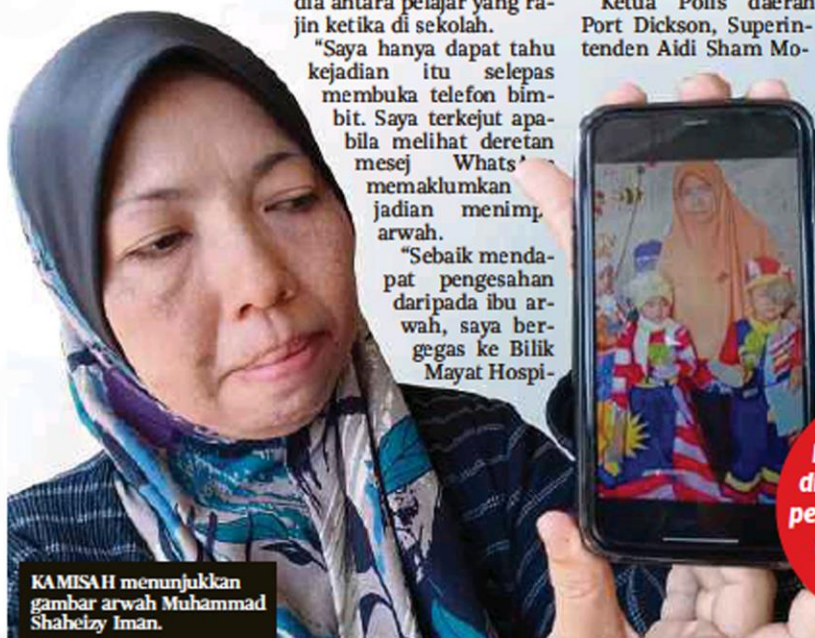 dia antara pelajar yang ra-
jin ketika di sekolah.
"Saya hanya dapat tahu
kejadian itu selepas
membuka telefon bim-
bit. Saya terkejut apa-
bila melihat deretan
mesej
memaklumkan
jadian
arwah.
"Sebaik menda-
pat pengesahan
daripada ibu ar-
wah, saya ber-
gegas ke Bilik
Mayat Hospi-
Ketua Polis daerah
Port Dickson, Superin-
tenden Aidi Sham Mo-
KAMISAH menunjukkan
gambar arwah Muhammad
Shaheizy Iman.